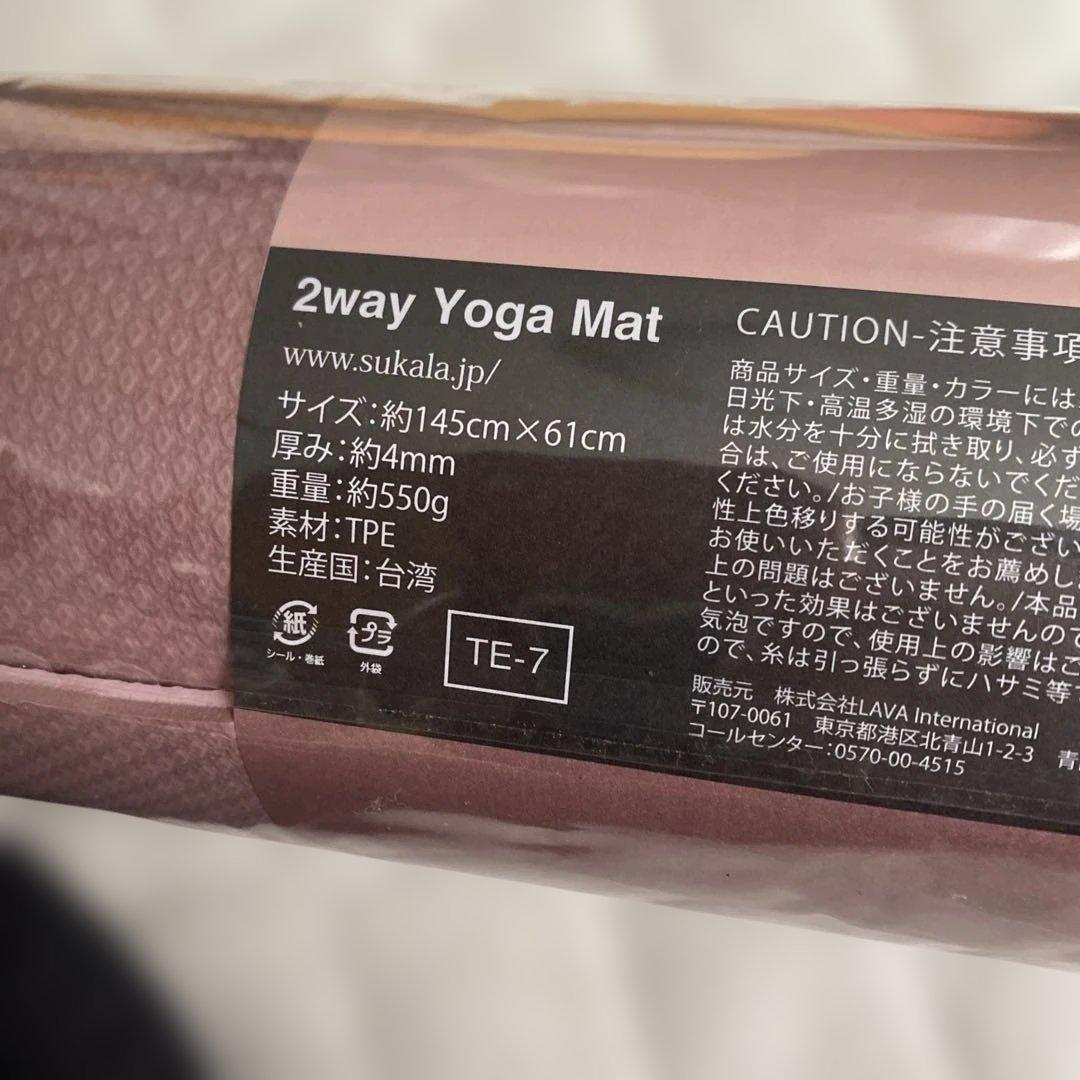 2way Yoga Mat
www.sukala.jp/
サイズ：約145cm×61cm
厚み：約4mm
重量：約550g
素材：TPE
生産国：台湾
紙
シール・巻紙
プラ
外袋
TE-7
CAUTION-注意事項
商品サイズ・重量・カラーには
日光下・高温多湿の環境下での
は水分を十分に拭き取り、必ず
合は、ご使用にならないでくだ
ください。/お子様の手の届く場
性上色移りする可能性がござい
お使いいただくことをお薦めし
上の問題はございません。/本品
といった効果はございませんので
気泡ですので、使用上の影響はご
ので、糸は引っ張らずにハサミ等
販売元 株式会社LAVA International
〒107-0061 東京都港区北青山1-2-3 青
コールセンター：0570-00-4515